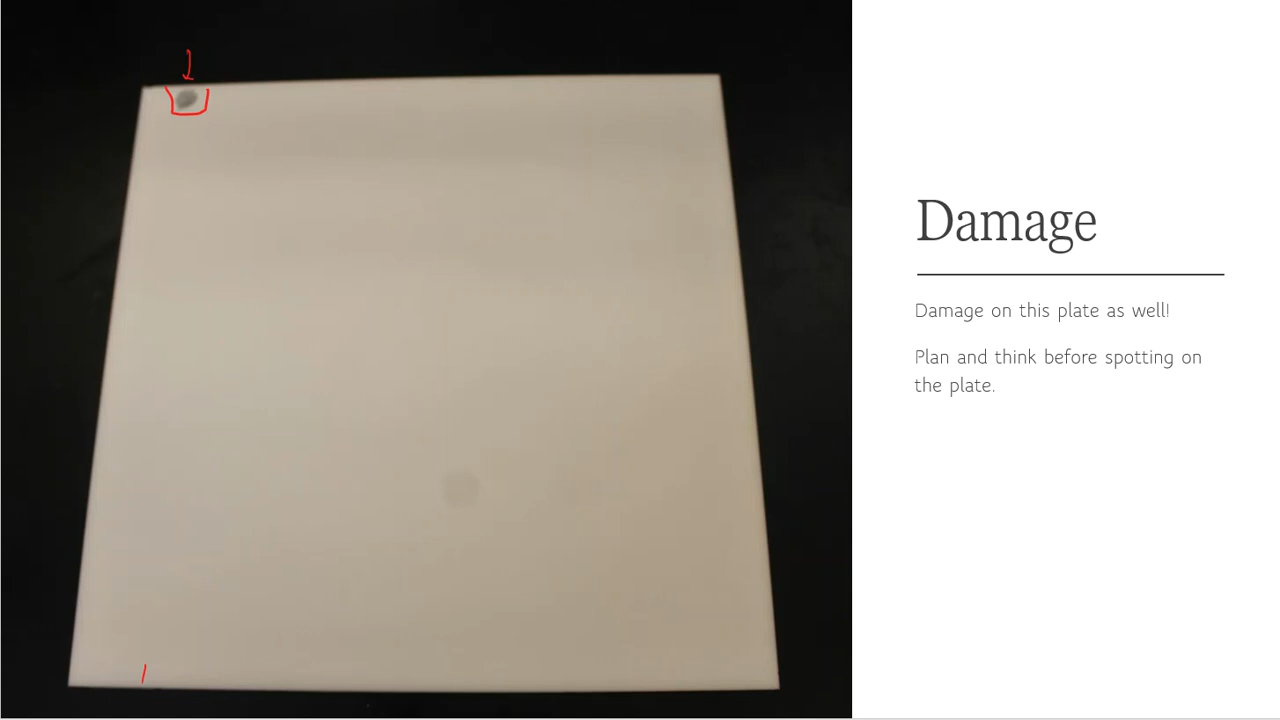 Damage
Damage on this plate as well!
Plan and think before spotting on
the plate.